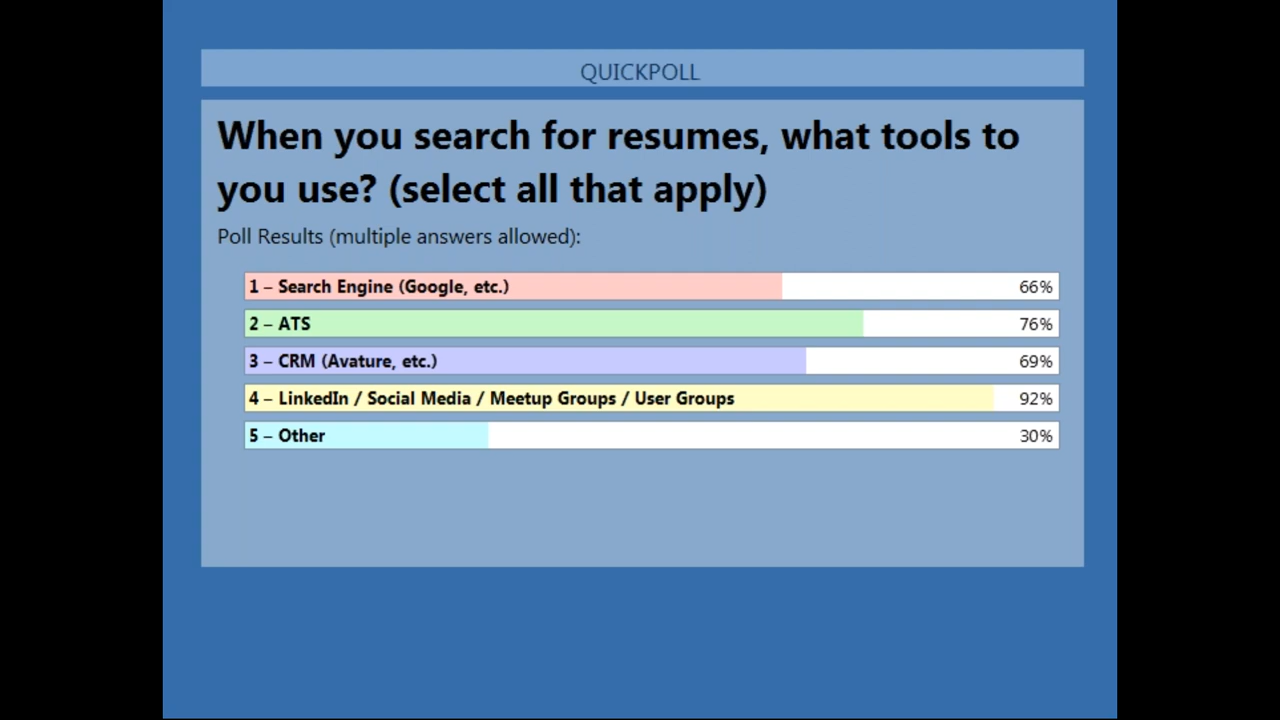 QUICKPOLL
When you search for resumes, what tools to
you use? (select all that apply)
Poll Results (multiple answers allowed):
1 – Search Engine (Google, etc.) 66%
2 – ATS 76%
3 – CRM (Avature, etc.) 69%
4 – LinkedIn / Social Media / Meetup Groups / User Groups 92%
5 – Other 30%